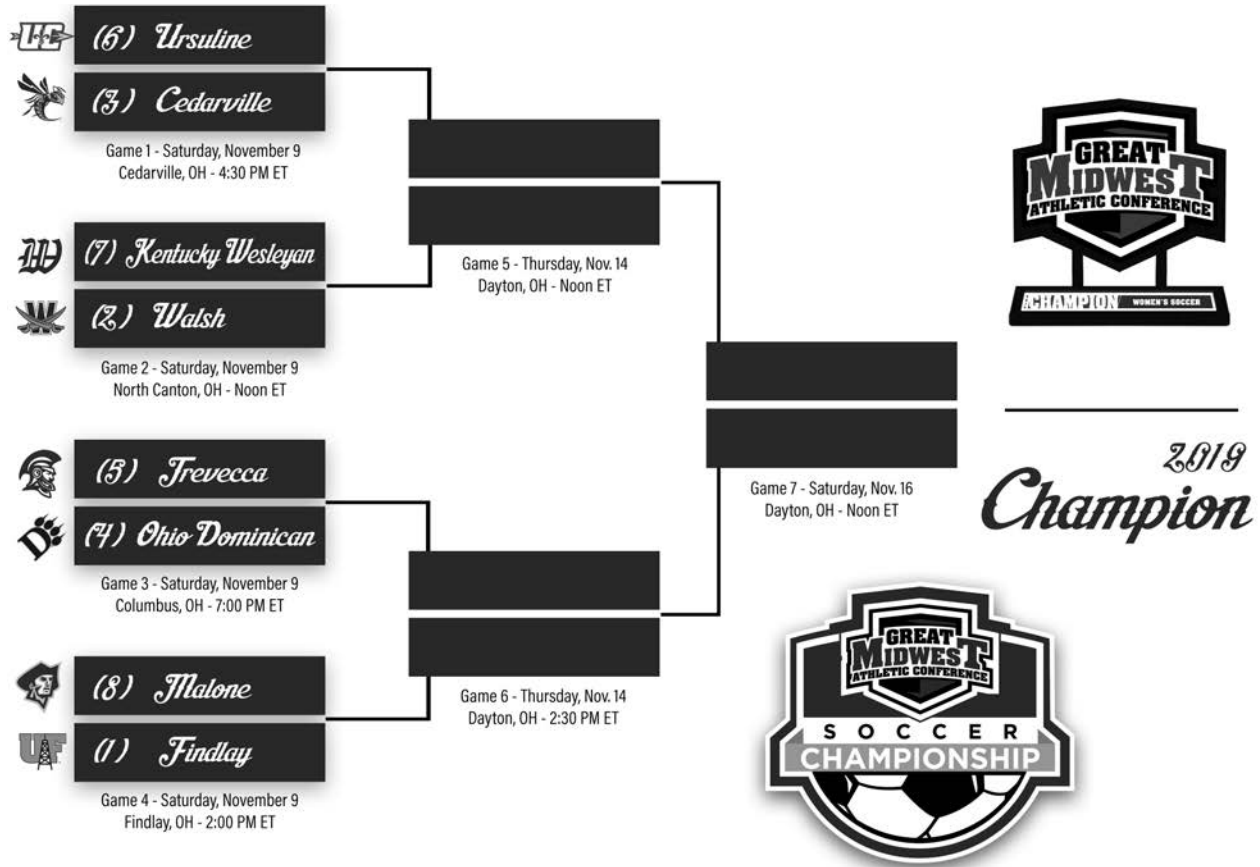 UC
(6) Ursuline
(3) Cedarville
Game 1 - Saturday, November 9
Cedarville, OH - 4:30 PM ET
W
(7) Kentucky Wesleyan
W
(2) Walsh
Game 2 - Saturday, November 9
North Canton, OH - Noon ET
(5) Trevecca
D
(4) Ohio Dominican
Game 3 - Saturday, November 9
Columbus, OH - 7:00 PM ET
(8) Malone
UF
(1) Findlay
Game 4 - Saturday, November 9
Findlay, OH - 2:00 PM ET
Game 5 - Thursday, Nov. 14
Dayton, OH - Noon ET
Game 6 - Thursday, Nov. 14
Dayton, OH - 2:30 PM ET
Game 7 - Saturday, Nov. 16
Dayton, OH - Noon ET
GREAT
MIDWEST
ATHLETIC CONFERENCE
CHAMPION WOMEN'S SOCCER
2019
Champion
GREAT
MIDWEST
ATHLETIC CONFERENCE
SOCCER
CHAMPIONSHIP